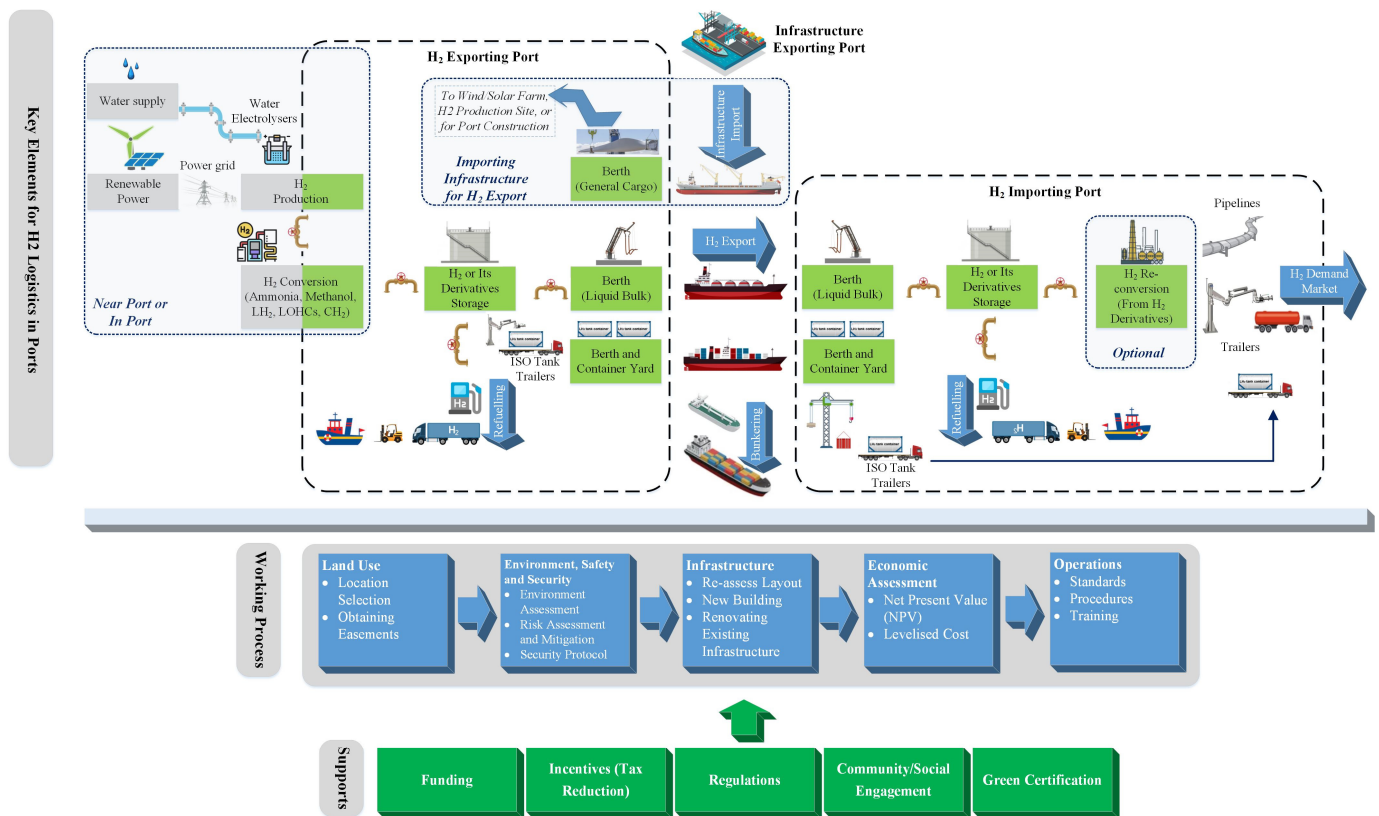 Key Elements for H2 Logistics in Ports
Infrastructure
Exporting Port
H₂ Exporting Port
Water supply
Water
Electrolysers
Power grid
Renewable
Power
H₂
Production
H₂
H₂ Conversion
(Ammonia, Methanol,
LH₂, LOHCs, CH₂)
Near Port or
In Port
To Wind/Solar Farm,
H2 Production Site, or
for Port Construction
Importing
Infrastructure
for H₂ Export
Berth
(General Cargo)
Infrastructure
Import
H₂ or Its
Derivatives
Storage
Berth
(Liquid Bulk)
ISO Tank
Trailers
Berth and
Container Yard
H₂
Refuelling
H₂
H₂ Export
Bunkering
H₂ Importing Port
Berth
(Liquid Bulk)
H₂ or Its
Derivatives
Storage
H₂ Re-
conversion
(From H₂
Derivatives)
Optional
Pipelines
Trailers
H₂ Demand
Market
Berth and
Container Yard
Refuelling
H₂
H₂
ISO Tank
Trailers
Working Process
Land Use
• Location
Selection
• Obtaining
Easements
Environment, Safety
and Security
• Environment
Assessment
• Risk Assessment
and Mitigation
• Security Protocol
Infrastructure
• Re-assess Layout
• New Building
• Renovating
Existing
Infrastructure
Economic
Assessment
• Net Present Value
(NPV)
• Levelised Cost
Operations
• Standards
• Procedures
• Training
Supports
Funding
Incentives (Tax
Reduction)
Regulations
Community/Social
Engagement
Green Certification